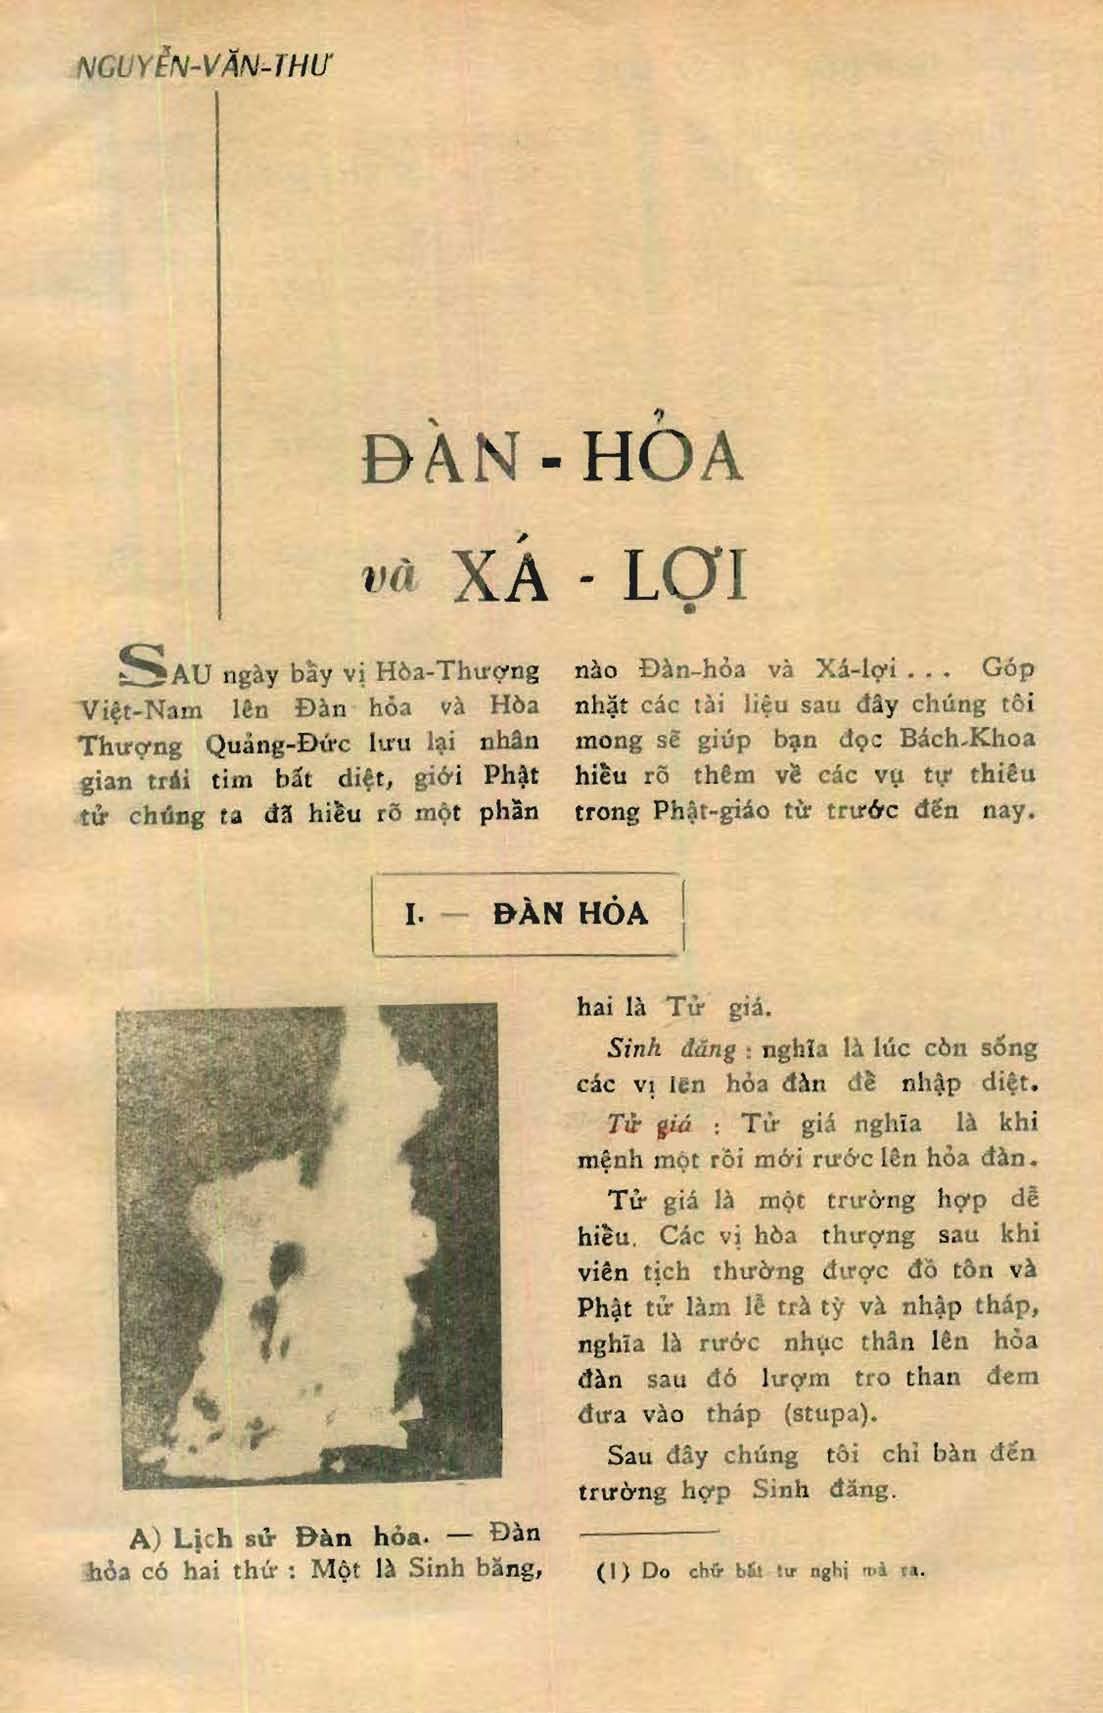 NGUYỄN-VĂN-THƯ
ĐÀN - HỎA
và XÁ - LỢI
SAU ngày bẩy vị Hòa-Thượng
Việt-Nam lên Đàn hỏa và Hòa
Thượng Quảng-Đức lưu lại nhân
gian trái tim bất diệt, giới Phật
tử chúng ta đã hiểu rõ một phần
nào Đàn-hỏa và Xá-lợi . . . Góp
nhặt các tài liệu sau đây chúng tôi
mong sẽ giúp bạn đọc Bách-Khoa
hiểu rõ thêm về các vụ tự thiêu
trong Phật-giáo từ trước đến nay.
I. — ĐÀN HỎA
A) Lịch sử Đàn hỏa. — Đàn
hỏa có hai thứ : Một là Sinh băng,
hai là Tử giá.
Sinh đăng : nghĩa là lúc còn sống
các vị lên hỏa đàn để nhập diệt.
Tử giá : Tử giá nghĩa là khi
mệnh một rồi mới rước lên hỏa đàn.
Tử giá là một trường hợp dễ
hiểu. Các vị hòa thượng sau khi
viên tịch thường được đồ tôn và
Phật tử làm lễ trà tỳ và nhập tháp,
nghĩa là rước nhục thân lên hỏa
đàn sau đó lượm tro than đem
đưa vào tháp (stupa).
Sau đây chúng tôi chỉ bàn đến
trường hợp Sinh đăng.
(1) Do chữ bất tư nghị mà ra.